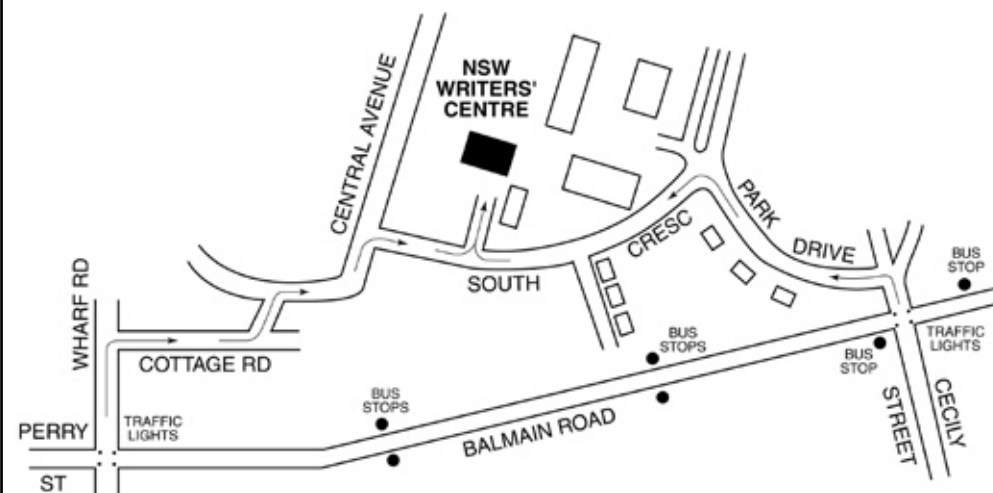 NSW
WRITERS'
CENTRE
CENTRAL AVENUE
PARK
DRIVE
CRESC
SOUTH
BUS
STOP
WHARF RD
COTTAGE RD
BUS
STOPS
TRAFFIC
LIGHTS
BUS
STOP
BUS
STOPS
CECILY
STREET
BALMAIN ROAD
TRAFFIC
LIGHTS
PERRY
ST